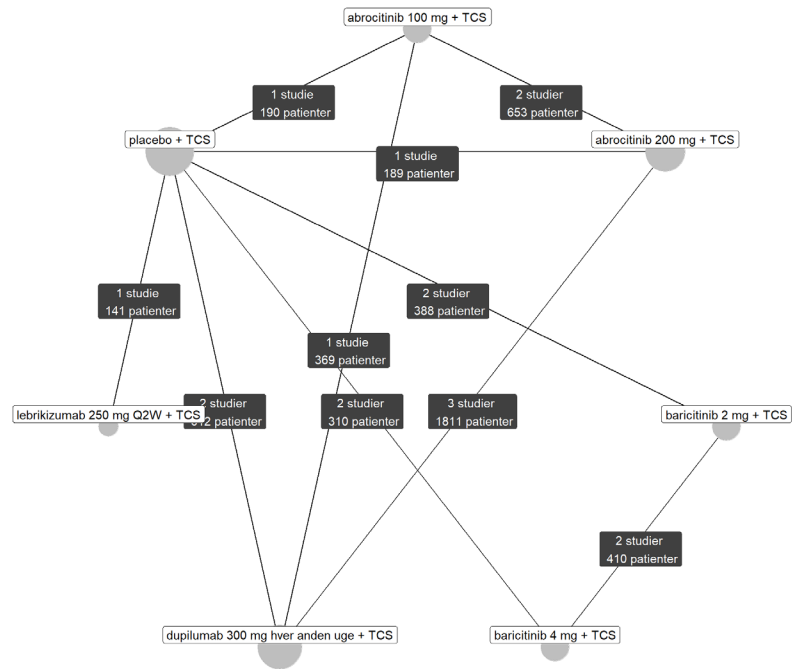 abrocitinib 100 mg + TCS
1 studie
190 patienter
2 studier
653 patienter
placebo + TCS
abrocitinib 200 mg + TCS
1 studie
189 patienter
1 studie
141 patienter
2 studier
388 patienter
1 studie
369 patienter
lebrikizumab 250 mg Q2W + TCS
2 studier
patienter
2 studier
310 patienter
3 studier
1811 patienter
baricitinib 2 mg + TCS
2 studier
410 patienter
dupilumab 300 mg hver anden uge + TCS
baricitinib 4 mg + TCS